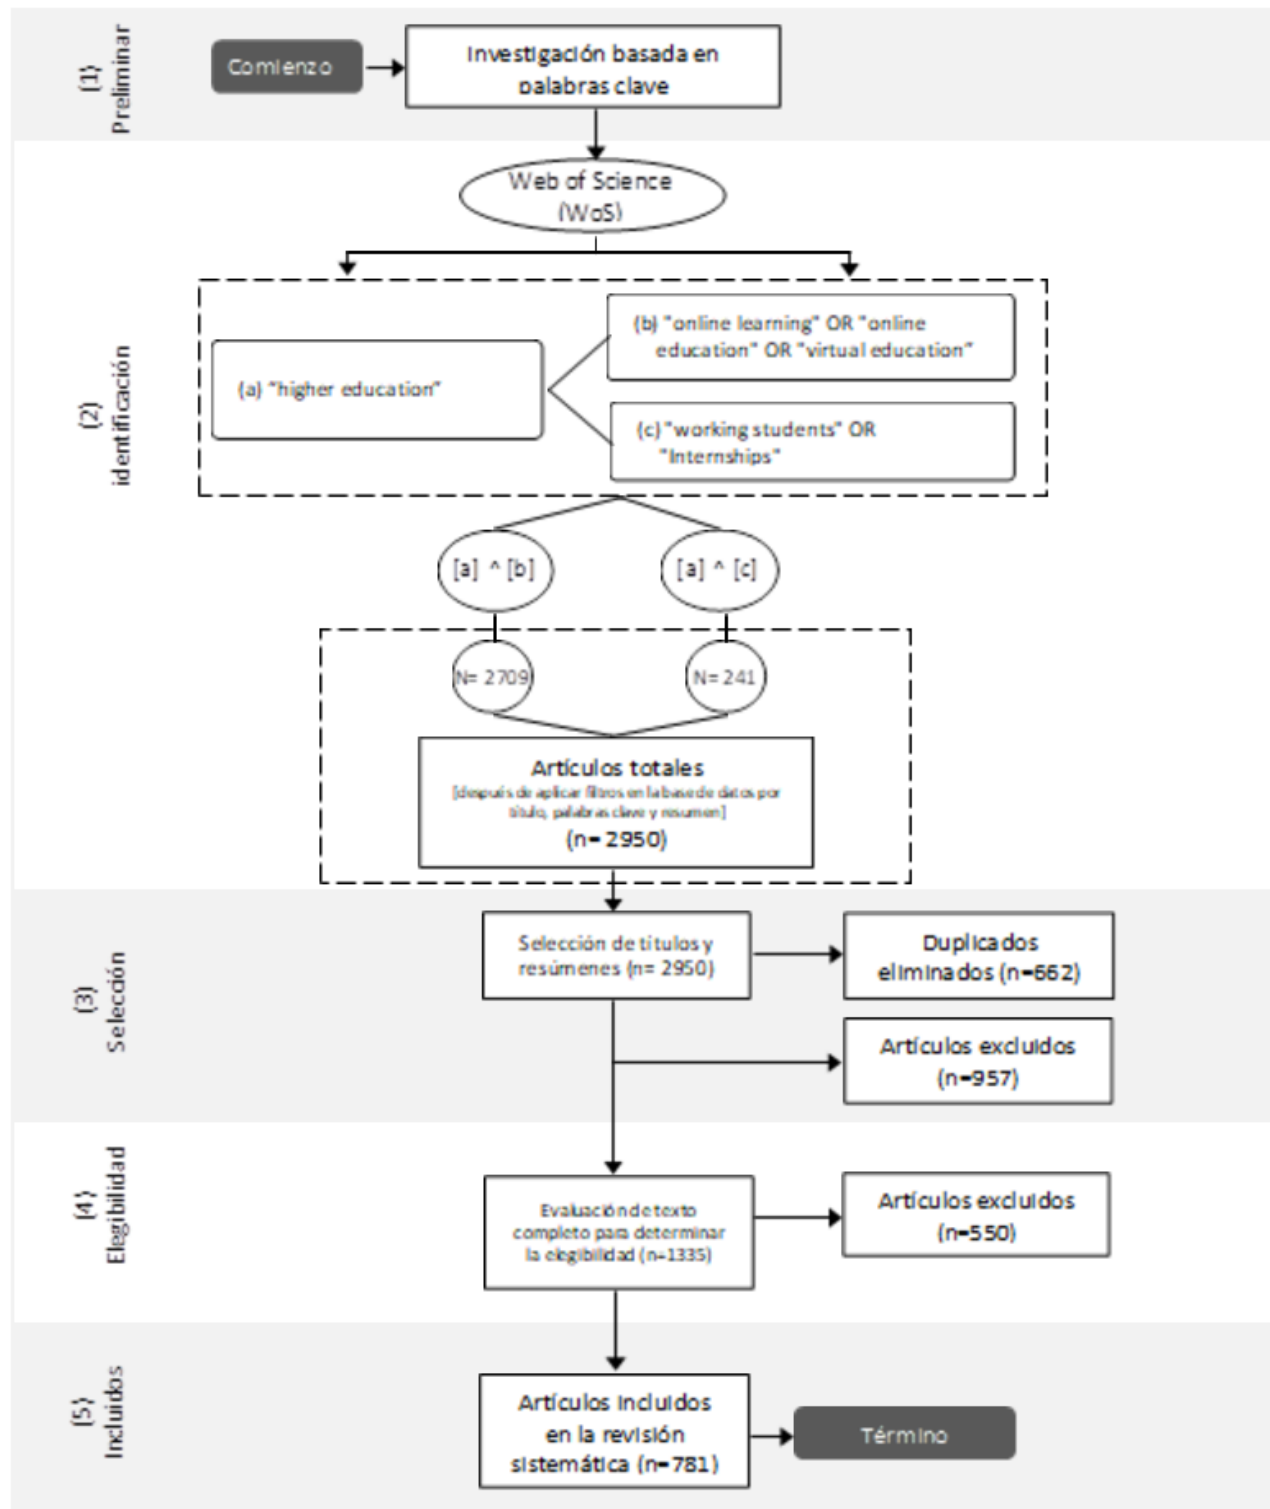 (1)
Preliminar
Comienzo
Investigación basada en
palabras clave
(2)
identificación
Web of Science
(WoS)
(a) "higher education"
(b) "online learning" OR "online
education" OR "virtual education"
(c) "working students" OR
"Internships"
[a] ^ [b]
[a] ^ [c]
N= 2709
N= 241
Artículos totales
[después de aplicar filtros en la base de datos por
título, palabras clave y resumen]
(n= 2950)
(3)
Selección
Selección de títulos y
resúmenes (n= 2950)
Duplicados
eliminados (n=662)
Artículos excluidos
(n=957)
(4)
Elegibilidad
Evaluación de texto
completo para determinar
la elegibilidad (n=1335)
Artículos excluidos
(n=550)
(5)
Incluidos
Artículos incluidos
en la revisión
sistemática (n=781)
Término